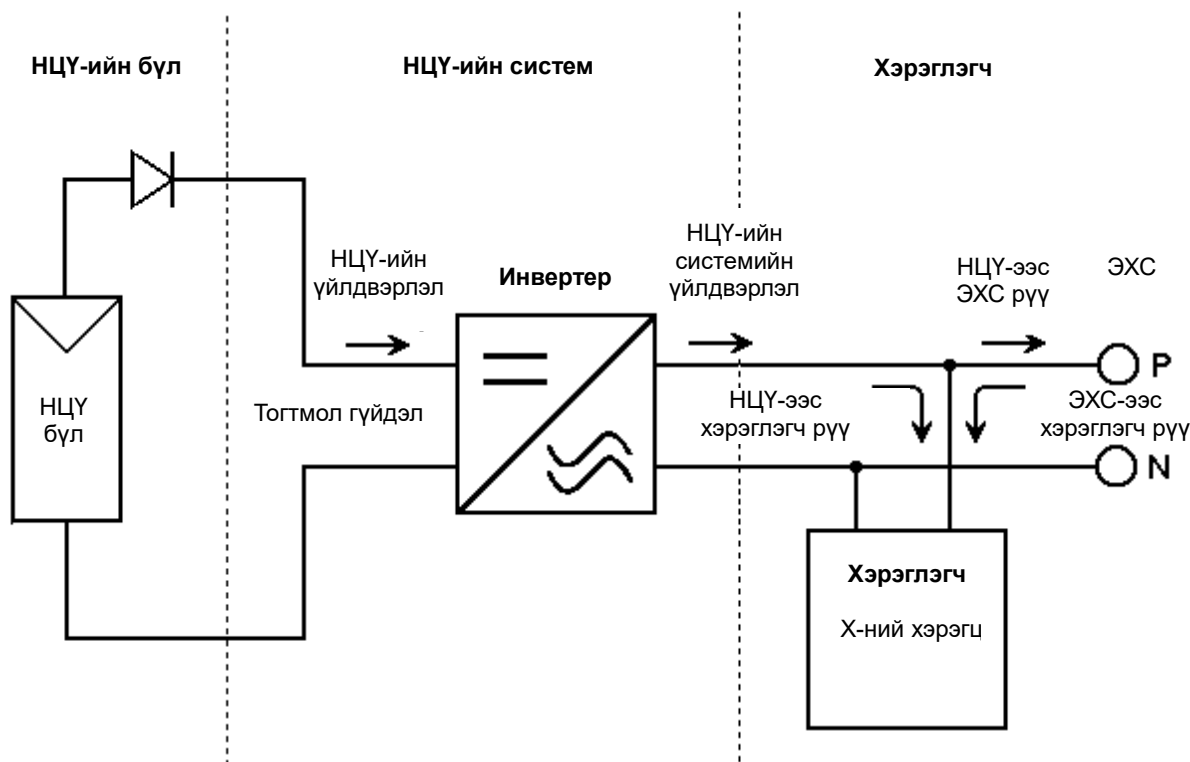 НЦҮ-ийн бүл
НЦҮ-ийн систем
Хэрэглэгч
НЦҮ-ийн
үйлдвэрлэл
Инвертер
НЦҮ-ийн
системийн
үйлдвэрлэл
НЦҮ-ээс
ЭХС рүү
ЭХС
P
НЦҮ
бүл
Тогтмол гүйдэл
НЦҮ-ээс
хэрэглэгч рүү
ЭХС-ээс
хэрэглэгч рүү
N
Хэрэглэгч
Х-ний хэрэгц